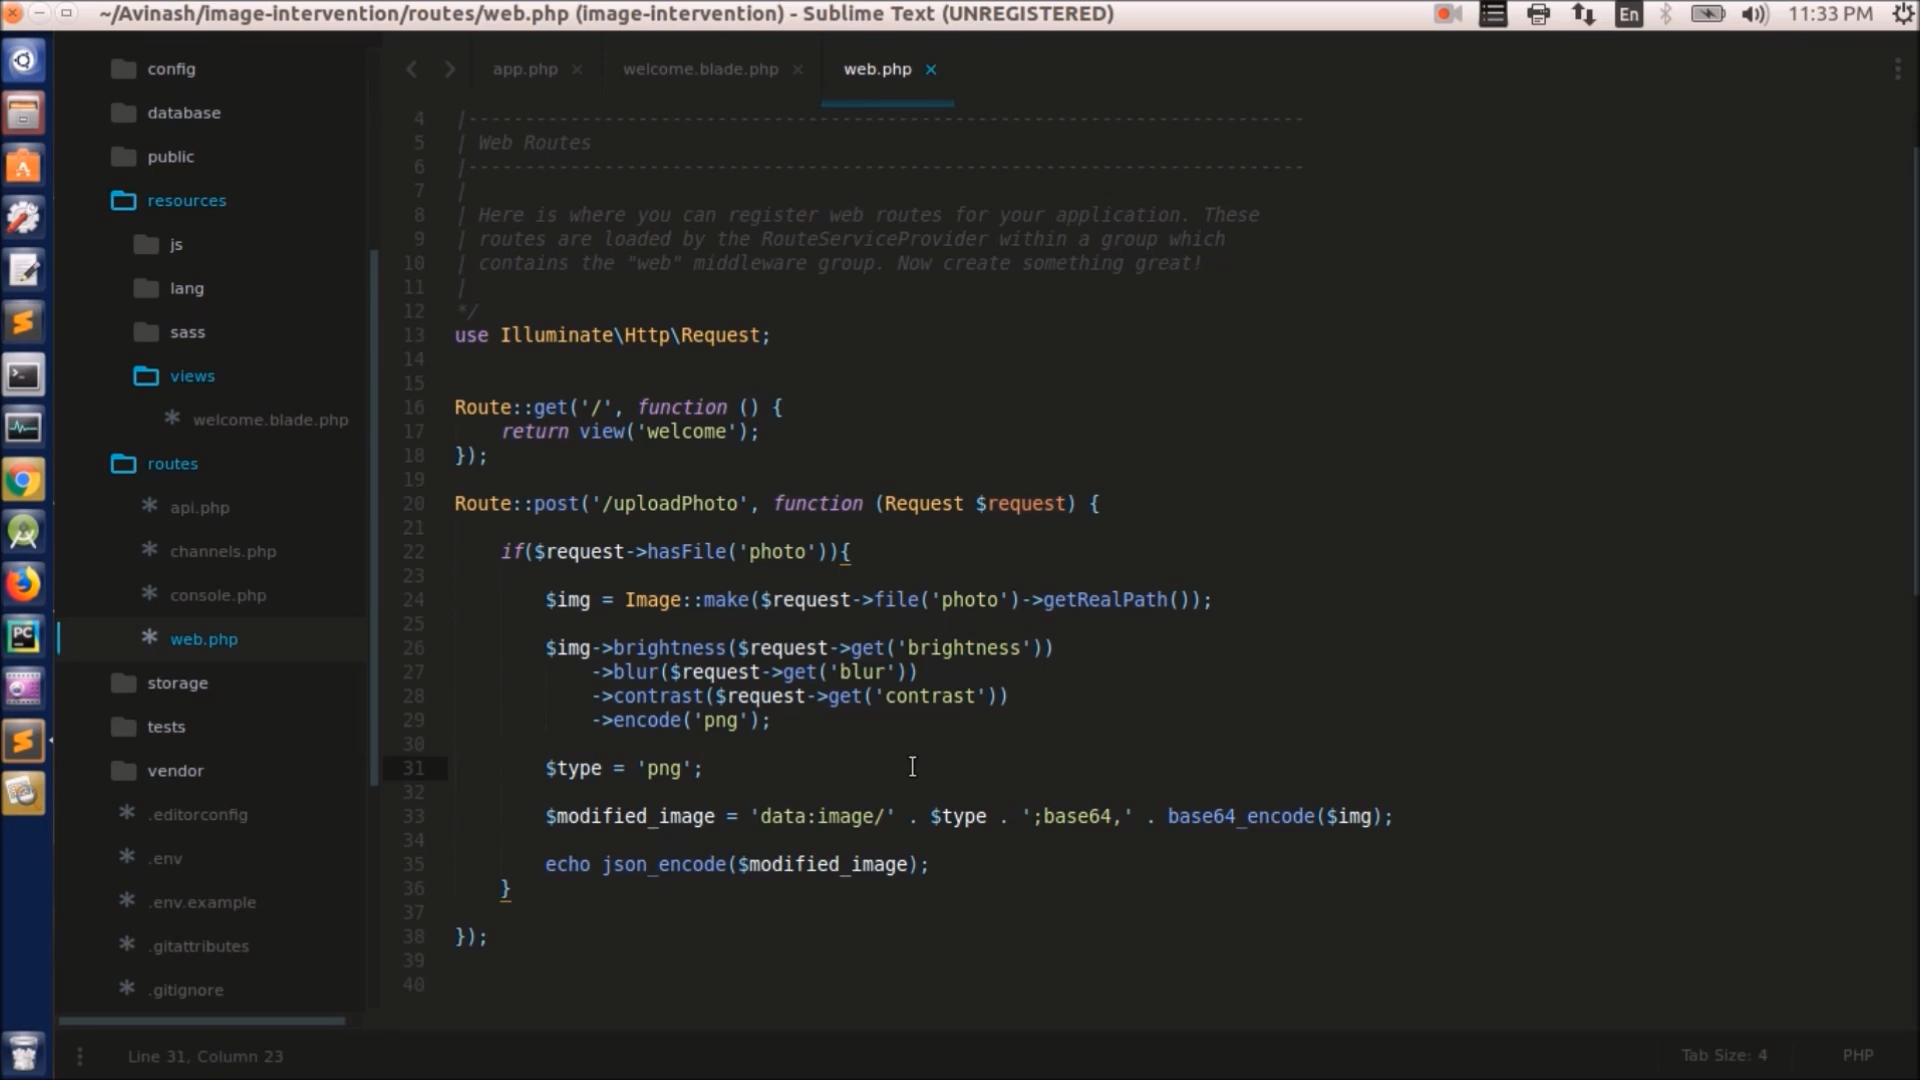 ~/Avinash/image-intervention/routes/web.php (image-intervention) - Sublime Text (UNREGISTERED)
En
11:33 PM
config
database
public
resources
js
lang
sass
views
welcome.blade.php
routes
api.php
channels.php
console.php
web.php
storage
tests
vendor
.editorconfig
.env
.env.example
.gitattributes
.gitignore
PC
app.php × welcome.blade.php × web.php ×
4 |--------------------------------------------------------------------------
5 | Web Routes
6 |--------------------------------------------------------------------------
7 |
8 | Here is where you can register web routes for your application. These
9 | routes are loaded by the RouteServiceProvider within a group which
10 | contains the "web" middleware group. Now create something great!
11 |
12 */
13 use Illuminate\Http\Request;
14
15
16 Route::get('/', function () {
17     return view('welcome');
18 });
19
20 Route::post('/uploadPhoto', function (Request $request) {
21
22     if($request->hasFile('photo')){
23
24         $img = Image::make($request->file('photo')->getRealPath());
25
26         $img->brightness($request->get('brightness'))
27             ->blur($request->get('blur'))
28             ->contrast($request->get('contrast'))
29             ->encode('png');
30
31         $type = 'png';
32
33         $modified_image = 'data:image/' . $type . ';base64,' . base64_encode($img);
34
35         echo json_encode($modified_image);
36     }
37
38 });
39
40
Line 31, Column 23
Tab Size: 4
PHP